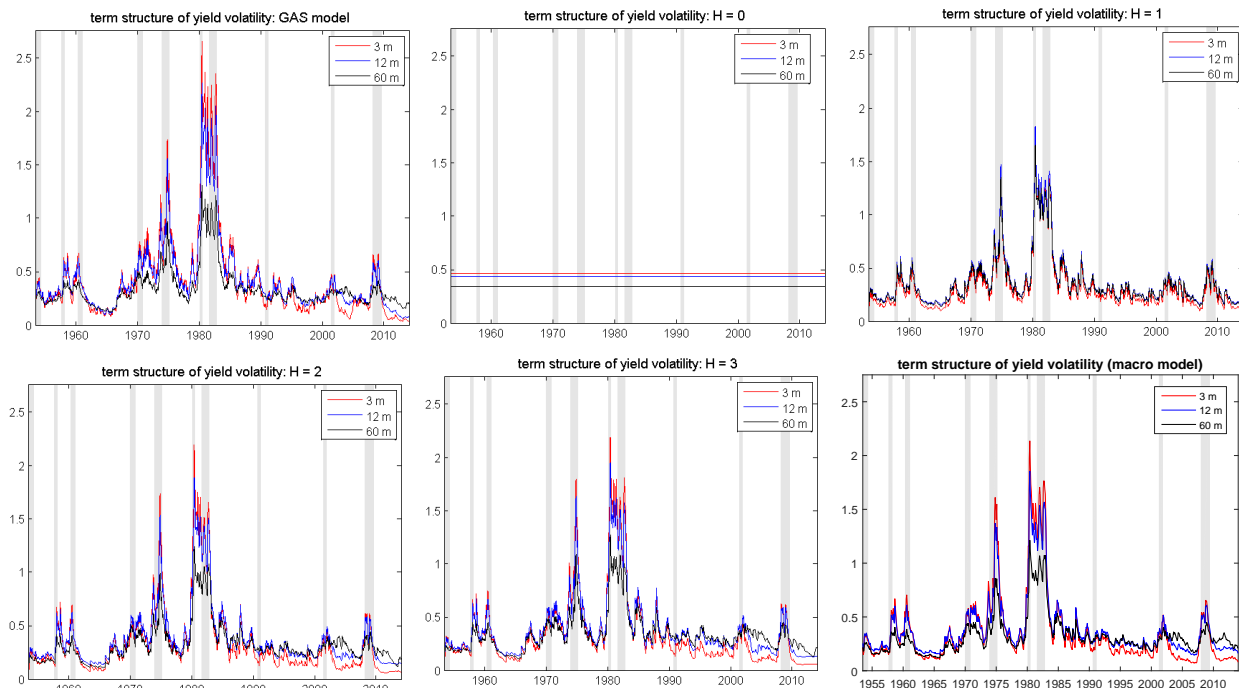 term structure of yield volatility: GAS model
2.5
2
1.5
1
0.5
0
1960 1970 1980 1990 2000 2010
3 m
12 m
60 m
term structure of yield volatility: H = 0
2.5
2
1.5
1
0.5
0
1960 1970 1980 1990 2000 2010
3 m
12 m
60 m
term structure of yield volatility: H = 1
2.5
2
1.5
1
0.5
0
1960 1970 1980 1990 2000 2010
3 m
12 m
60 m
term structure of yield volatility: H = 2
2.5
2
1.5
1
0.5
0
1960 1970 1980 1990 2000 2010
3 m
12 m
60 m
term structure of yield volatility: H = 3
2.5
2
1.5
1
0.5
0
1960 1970 1980 1990 2000 2010
3 m
12 m
60 m
term structure of yield volatility (macro model)
2.5
2
1.5
1
0.5
0
1955 1960 1965 1970 1975 1980 1985 1990 1995 2000 2005 2010
3 m
12 m
60 m